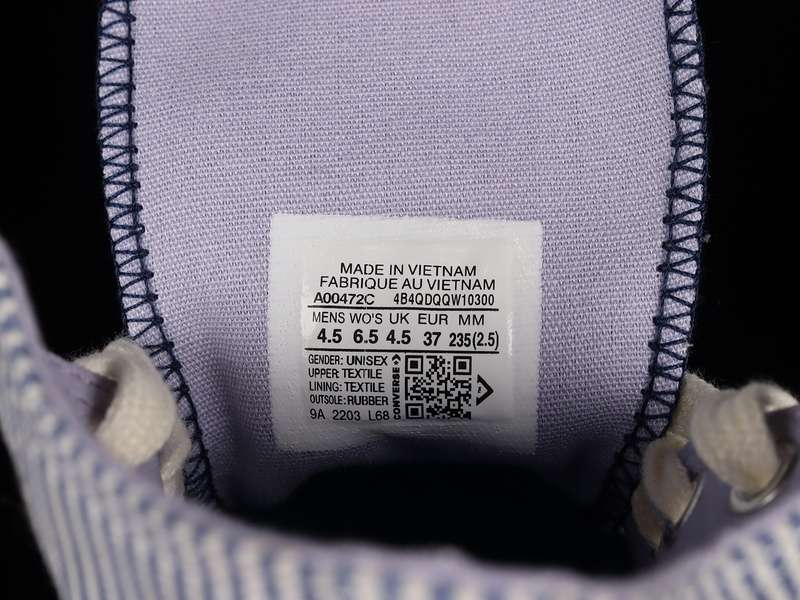 MADE IN VIETNAM
FABRIQUE AU VIETNAM
A00472C 4B4QDQQW10300
MENS WO'S UK EUR MM
4.5 6.5 4.5 37 235(2.5)
GENDER: UNISEX
UPPER: TEXTILE
LINING: TEXTILE
OUTSOLE: RUBBER
9A 2203 L68
CONVERSE